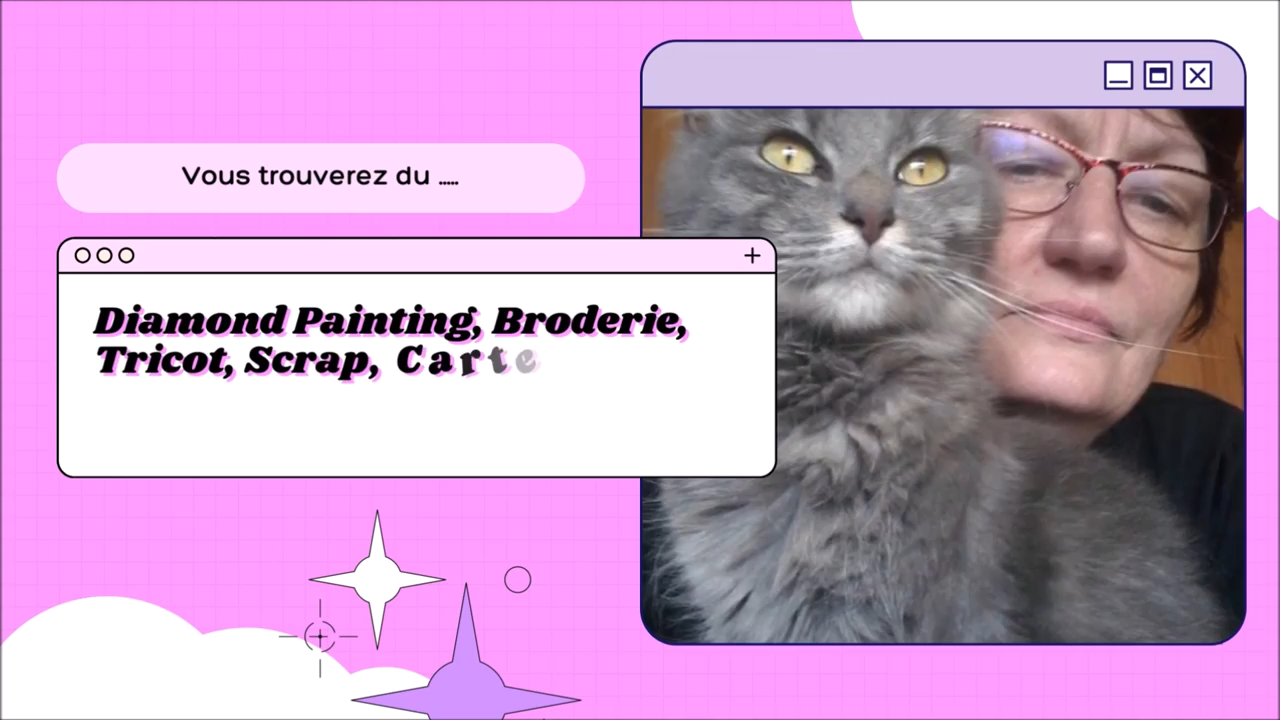 Vous trouverez du .....
Diamond Painting, Broderie,
Tricot, Scrap, Carte